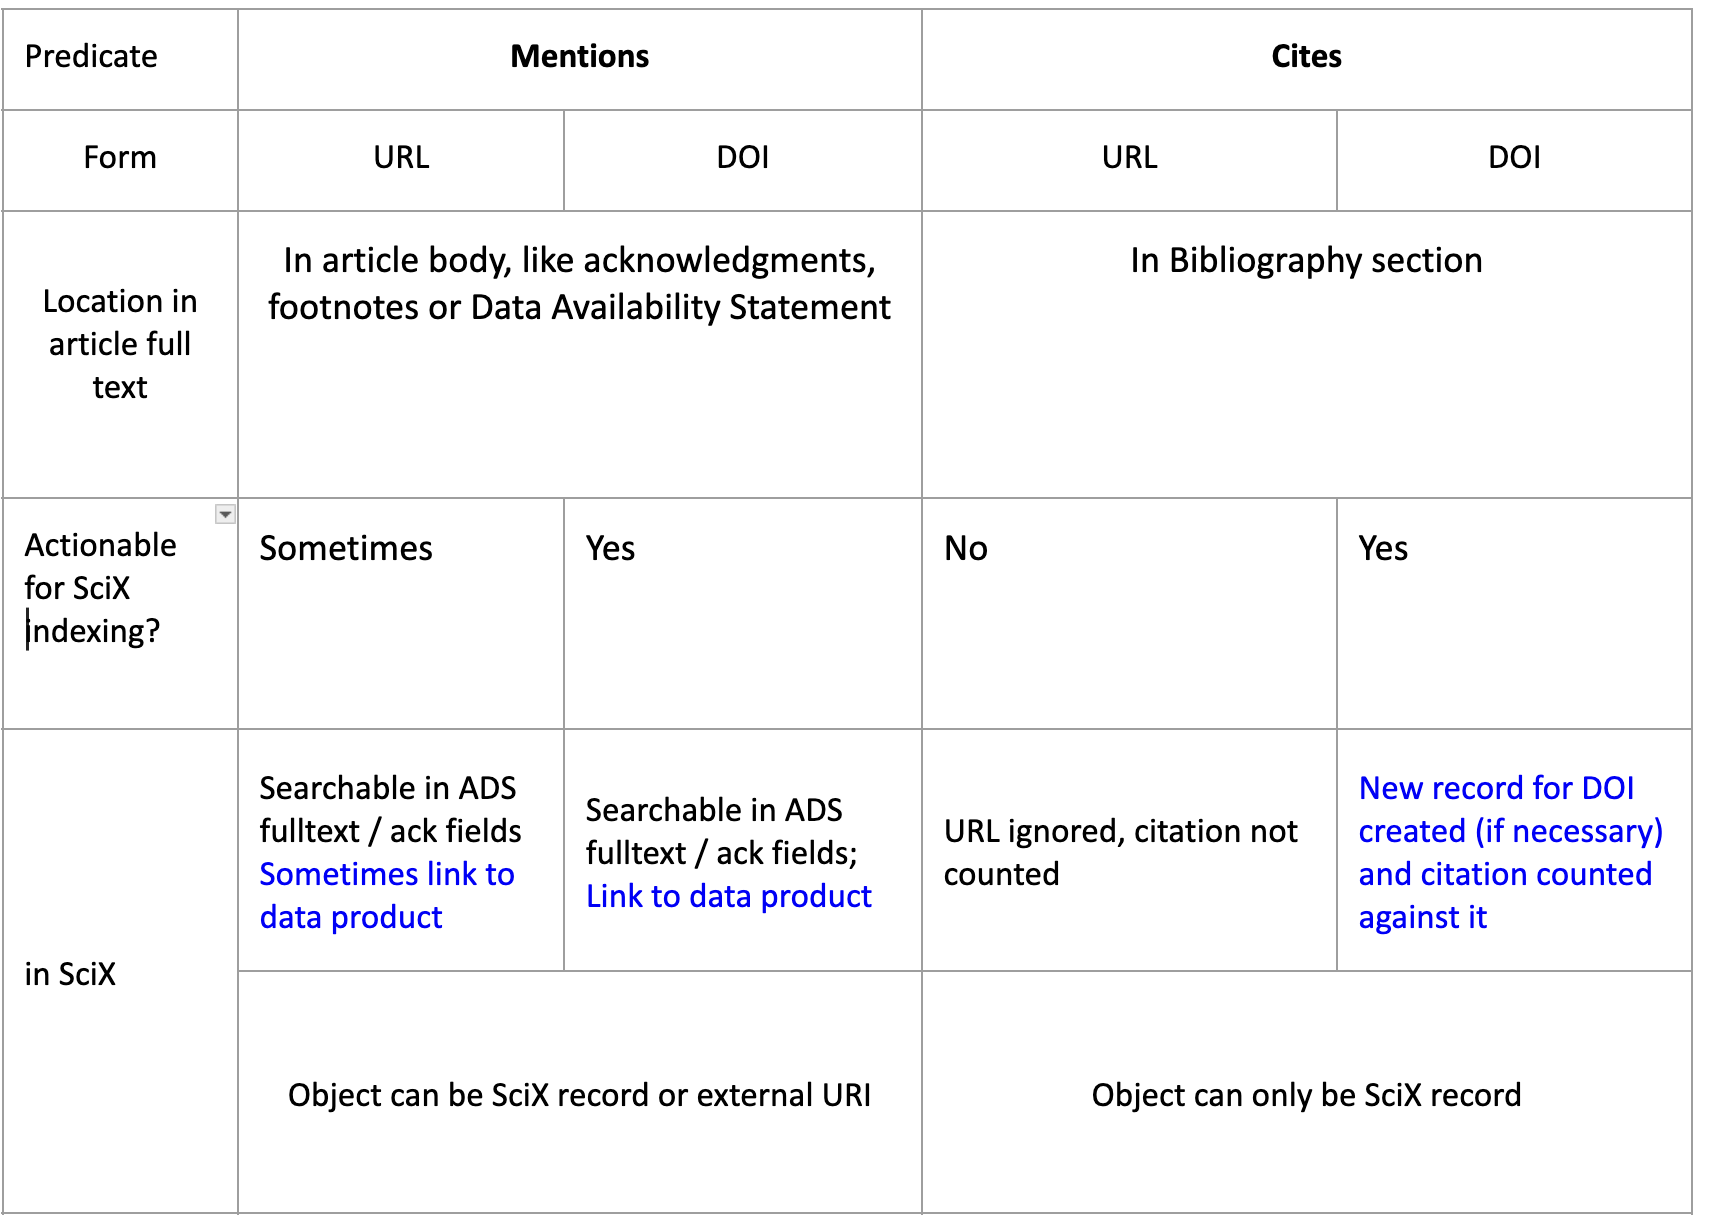 Predicate
Mentions
Cites
Form
URL
DOI
URL
DOI
Location in
article full
text
In article body, like acknowledgments,
footnotes or Data Availability Statement
In Bibliography section
Actionable
for SciX
indexing?
Sometimes
Yes
No
Yes
in SciX
Searchable in ADS
fulltext / ack fields
Sometimes link to
data product
Searchable in ADS
fulltext / ack fields;
Link to data product
URL ignored, citation not
counted
New record for DOI
created (if necessary)
and citation counted
against it
Object can be SciX record or external URI
Object can only be SciX record